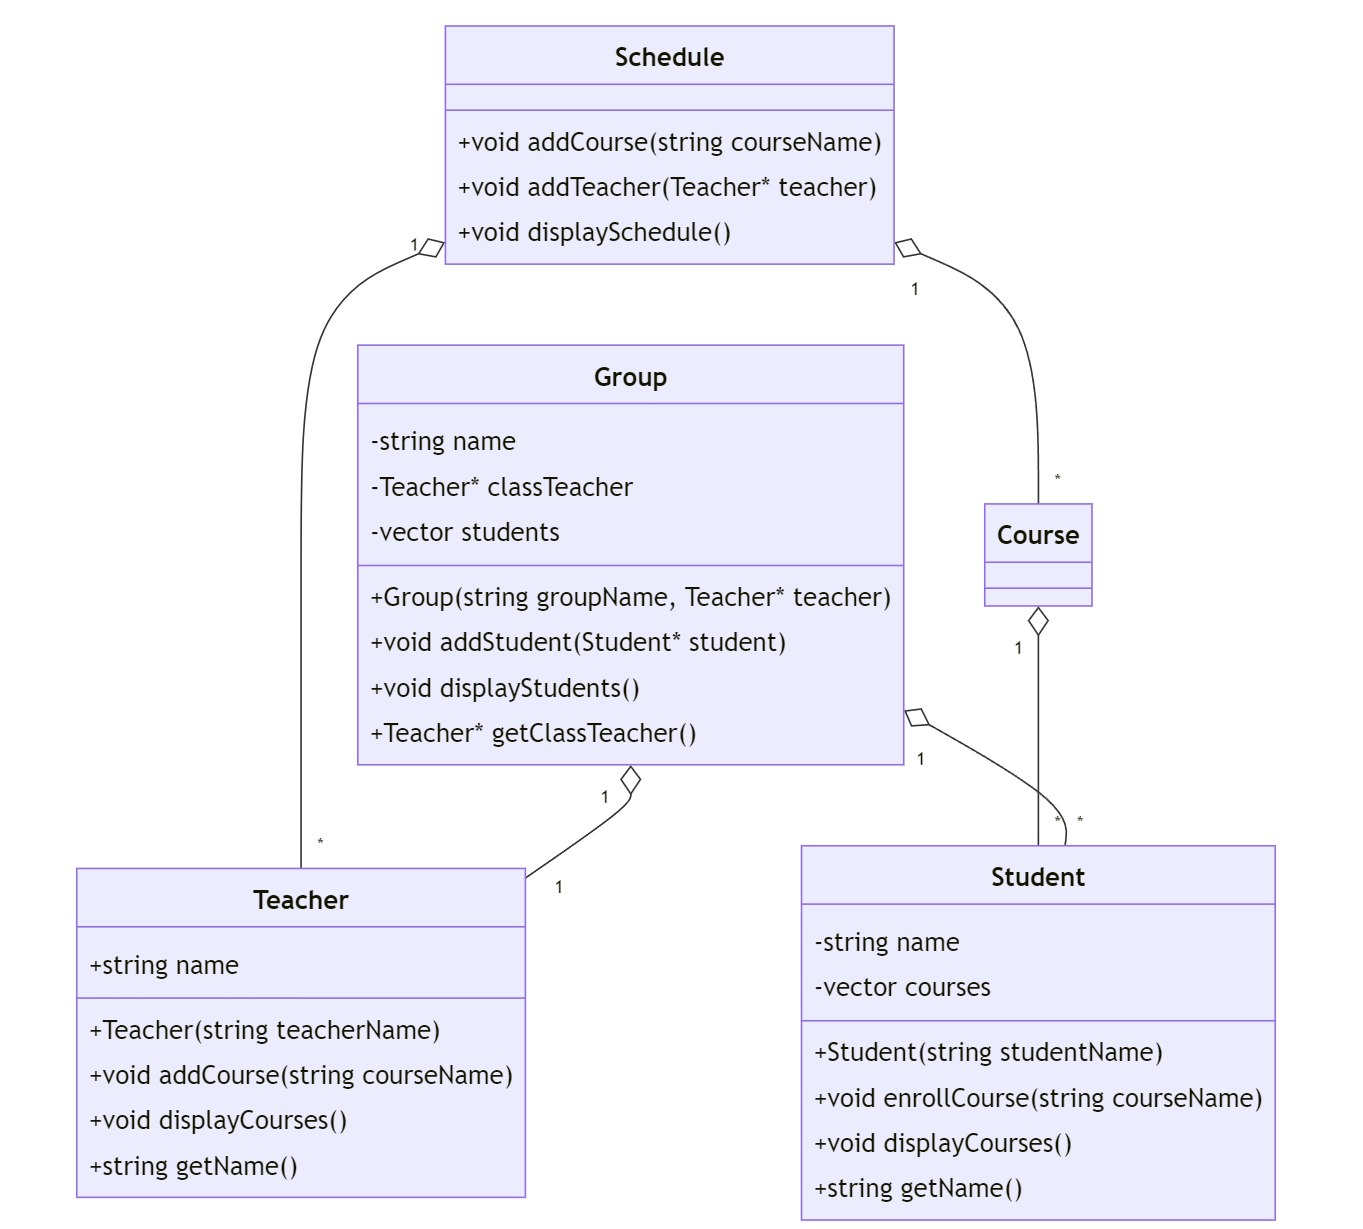 Schedule
+void addCourse(string courseName)
+void addTeacher(Teacher* teacher)
+void displaySchedule()
1
1
Group
-string name
-Teacher* classTeacher
-vector students
+Group(string groupName, Teacher* teacher)
+void addStudent(Student* student)
+void displayStudents()
+Teacher* getClassTeacher()
*
Course
1
1
1
*
1
*
*
Teacher
+string name
+Teacher(string teacherName)
+void addCourse(string courseName)
+void displayCourses()
+string getName()
Student
-string name
-vector courses
+Student(string studentName)
+void enrollCourse(string courseName)
+void displayCourses()
+string getName()